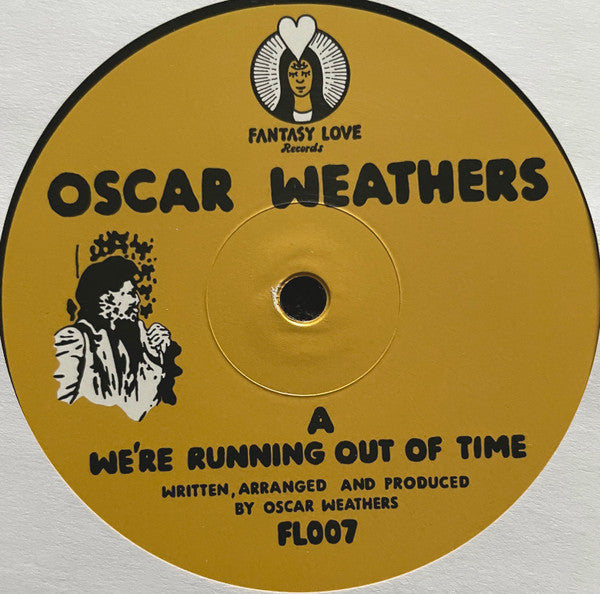 FANTASY LOVE
Records
OSCAR WEATHERS
A
WE'RE RUNNING OUT OF TIME
WRITTEN, ARRANGED AND PRODUCED
BY OSCAR WEATHERS
FL007